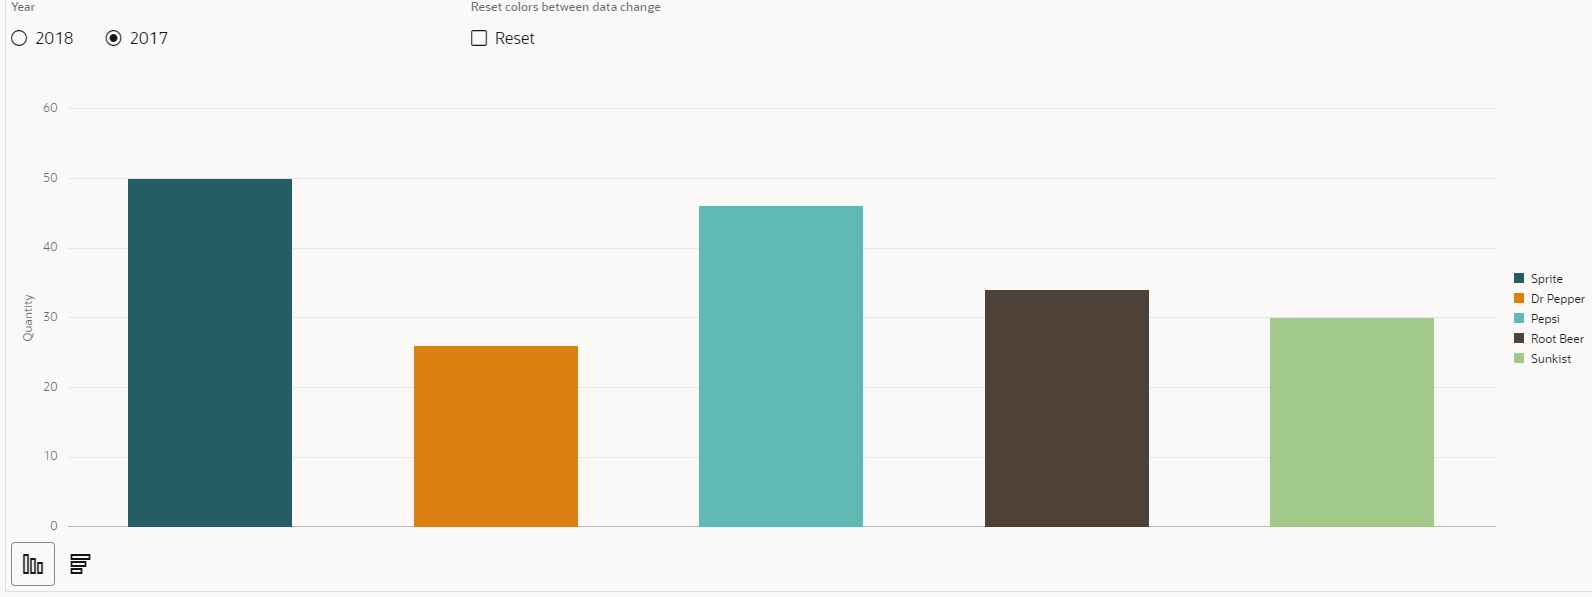 Year
Reset colors between data change
2018
2017
Reset
60
50
40
30
20
10
0
Quantity
Sprite
Dr Pepper
Pepsi
Root Beer
Sunkist